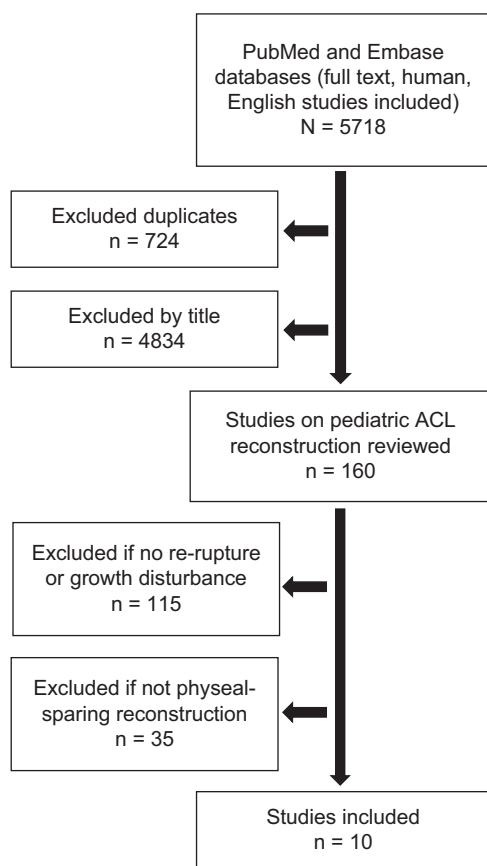 PubMed and Embase
databases (full text, human,
English studies included)
N = 5718
Excluded duplicates
n = 724
Excluded by title
n = 4834
Studies on pediatric ACL
reconstruction reviewed
n = 160
Excluded if no re-rupture
or growth disturbance
n = 115
Excluded if not physeal-
sparing reconstruction
n = 35
Studies included
n = 10